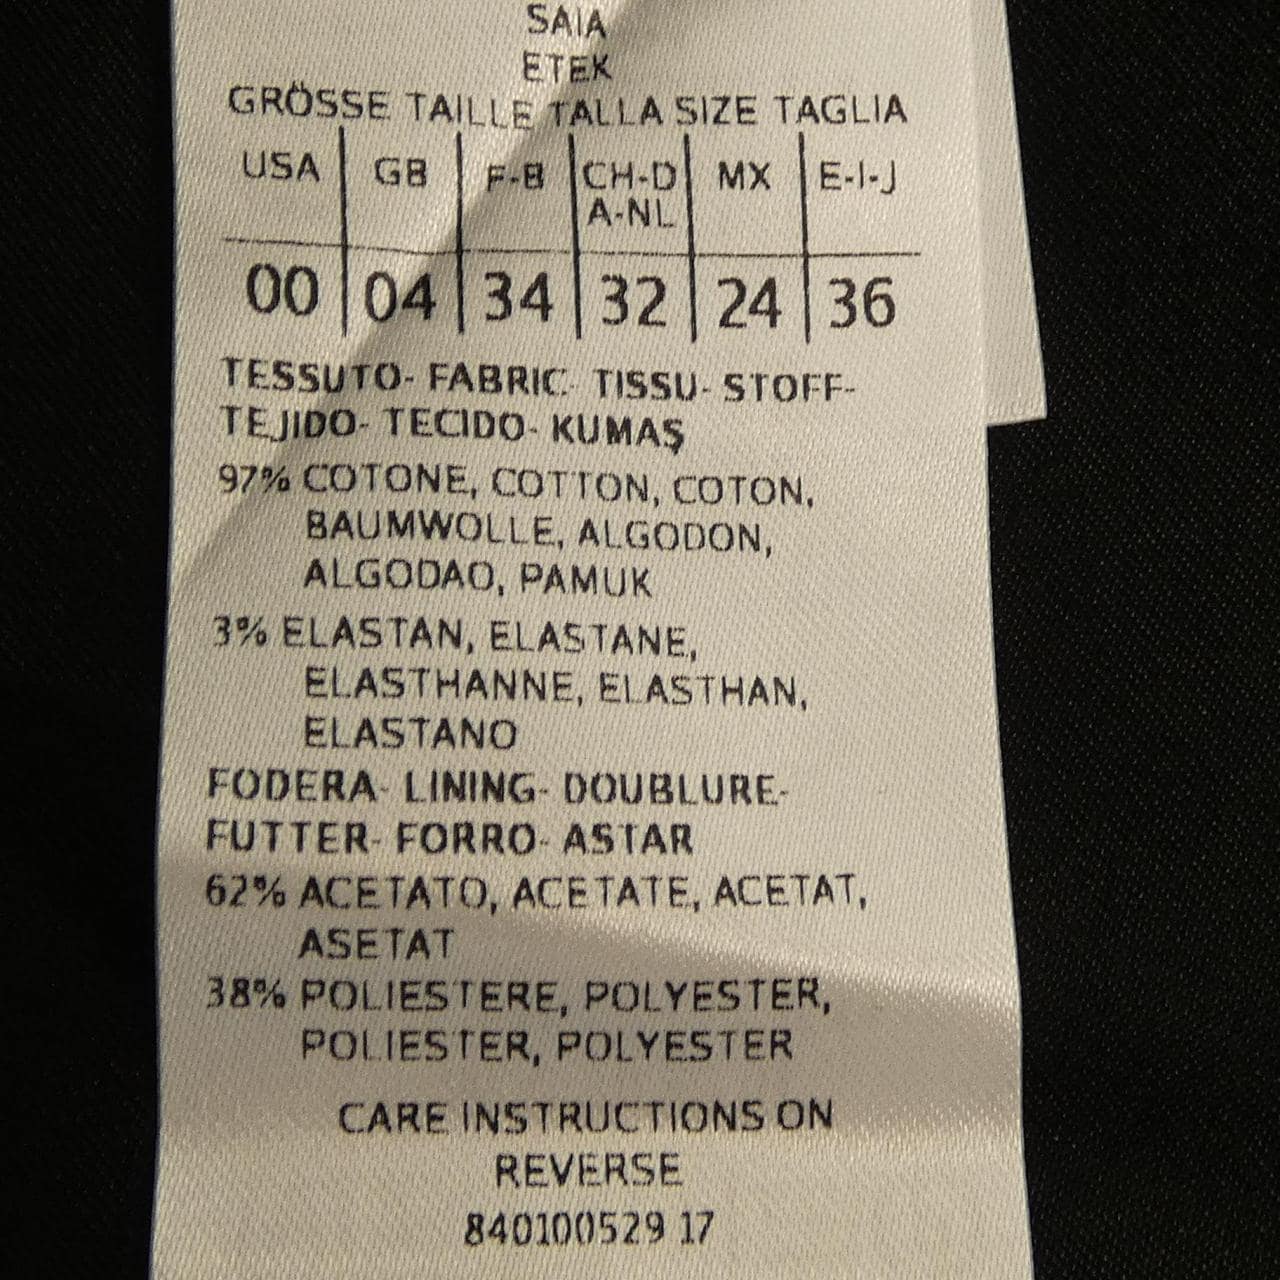 SAIA
ETEK
GRÖSSE TAILLE TALLA SIZE TAGLIA
USA GB F-B CH-D A-NL MX E-I-J
00 04 34 32 24 36
TESSUTO- FABRIC- TISSU- STOFF-
TEJIDO- TECIDO- KUMAŞ
97% COTONE, COTTON, COTON,
BAUMWOLLE, ALGODON,
ALGODAO, PAMUK
3% ELASTAN, ELASTANE,
ELASTHANNE, ELASTHAN,
ELASTANO
FODERA- LINING- DOUBLURE-
FUTTER- FORRO- ASTAR
62% ACETATO, ACETATE, ACETAT,
ASETAT
38% POLIESTERE, POLYESTER,
POLIESTER, POLYESTER
CARE INSTRUCTIONS ON
REVERSE
840100529 17